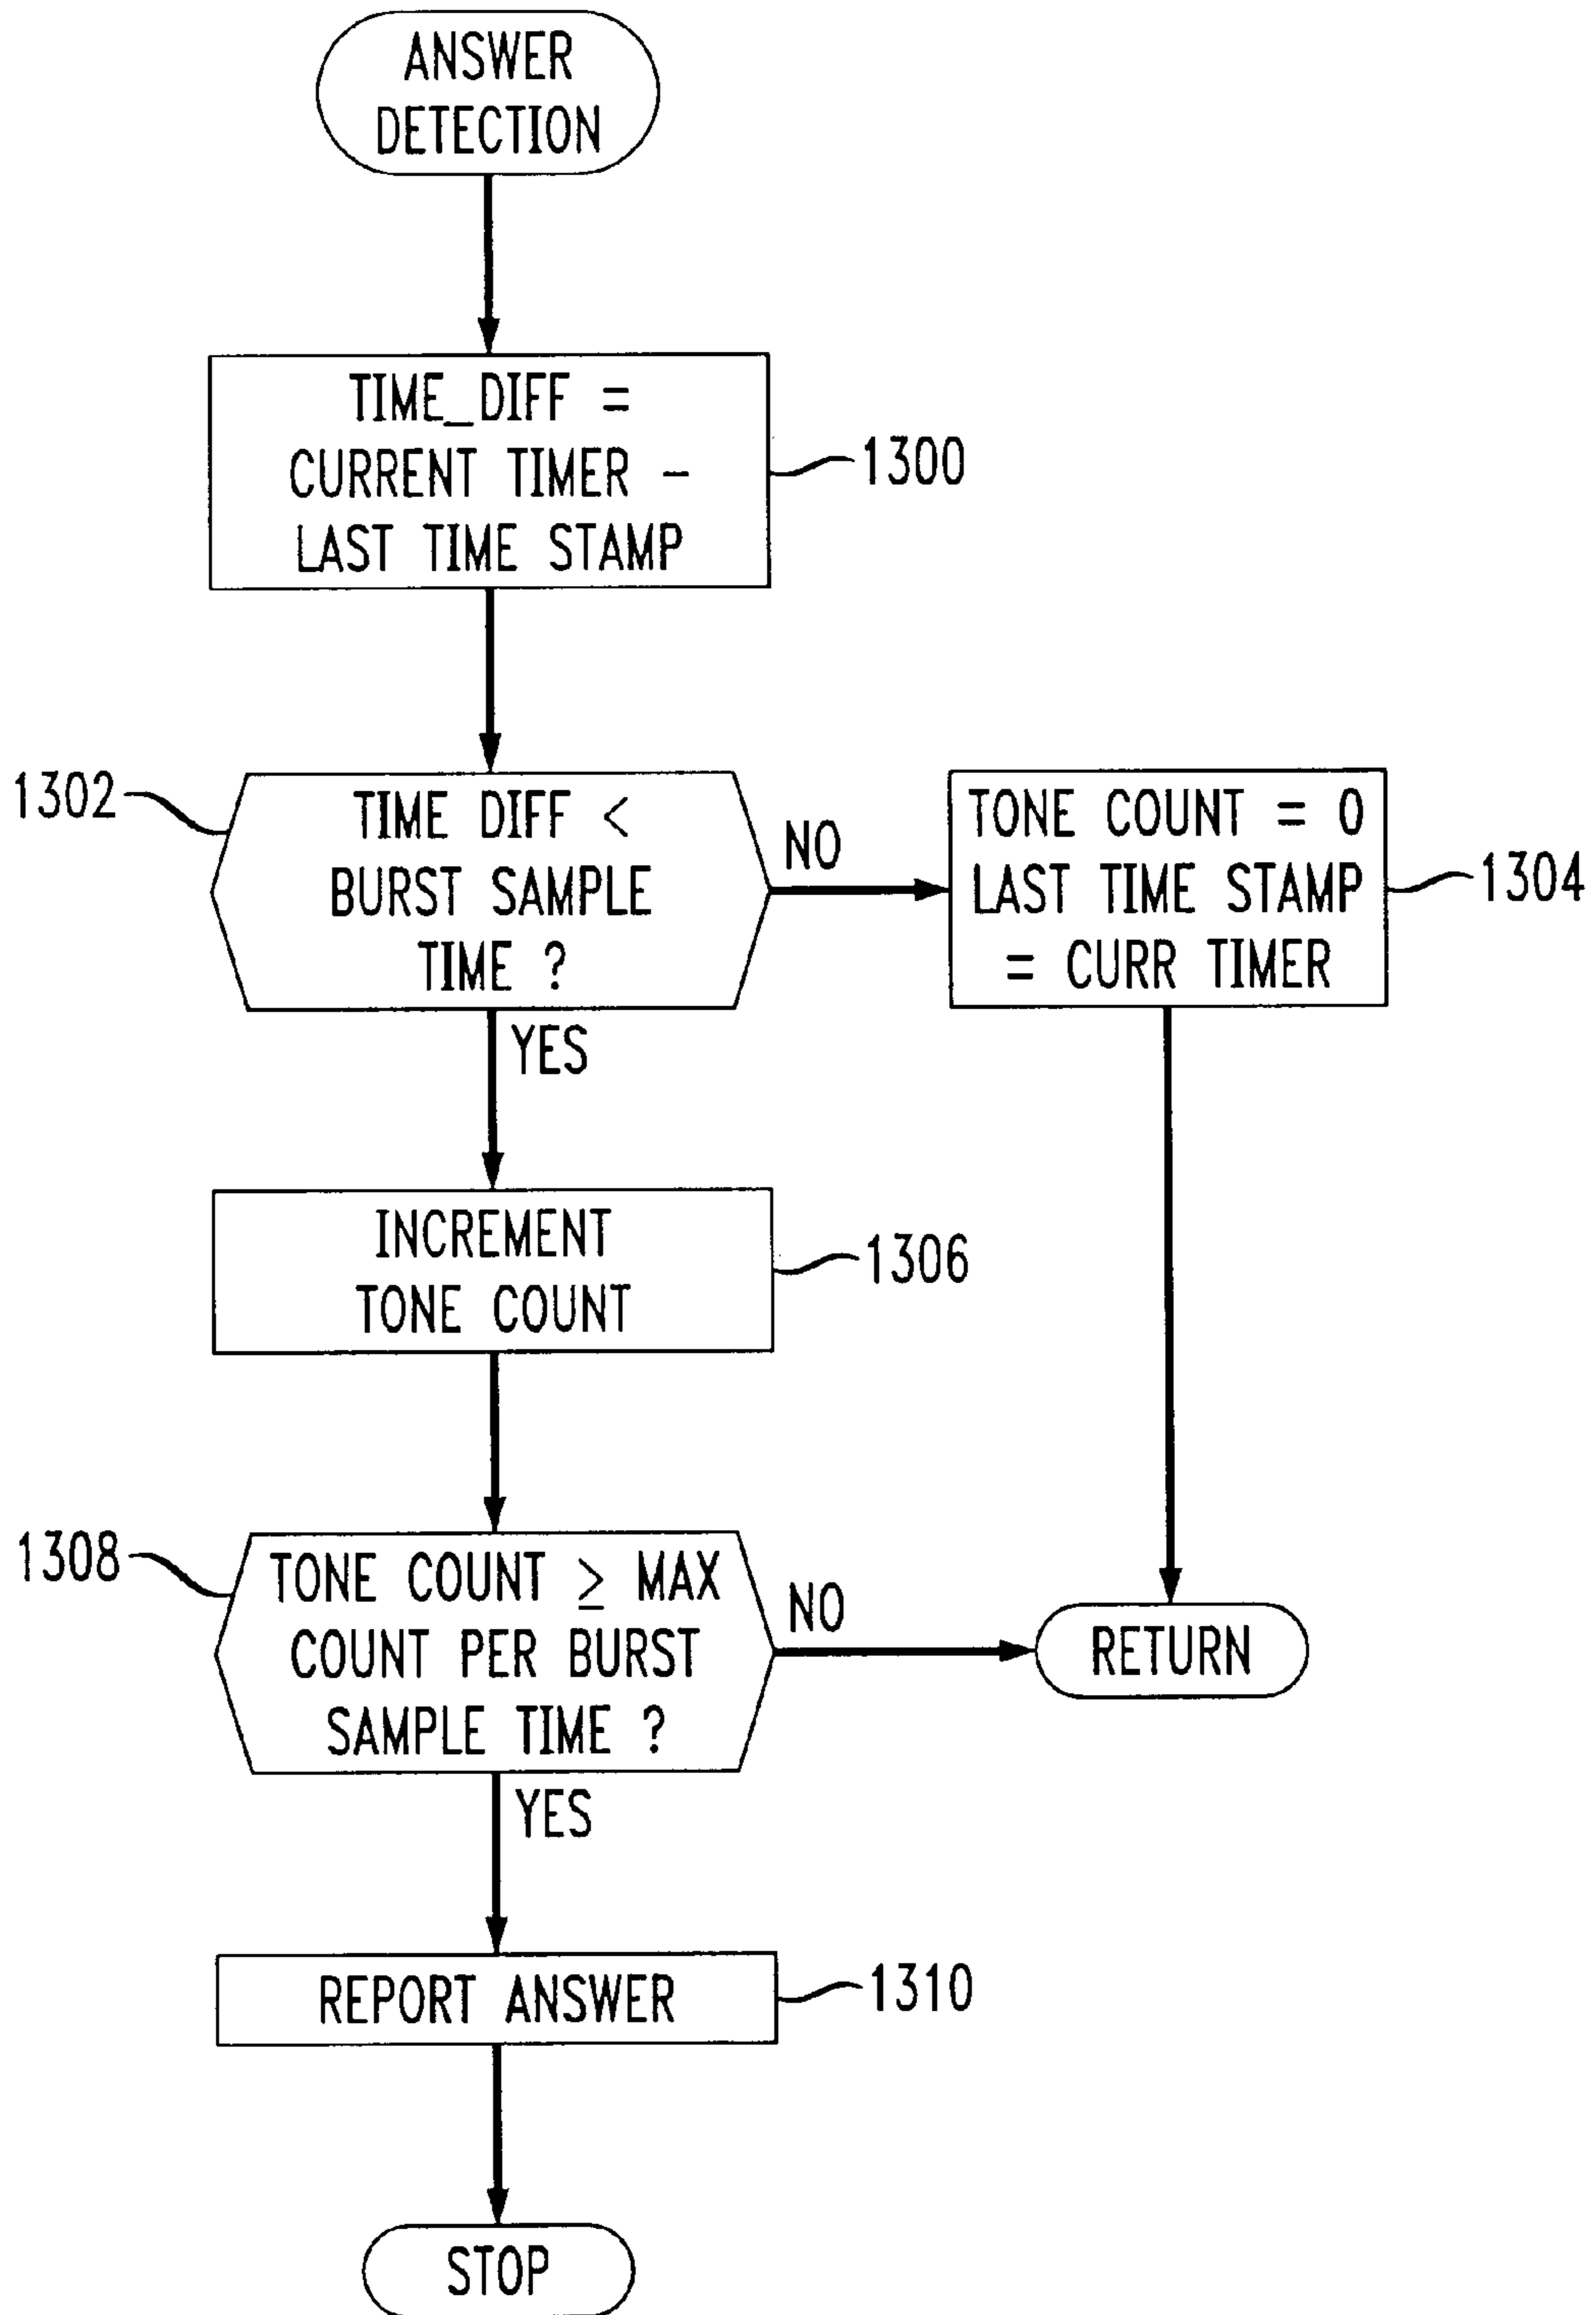 ANSWER
DETECTION
TIME_DIFF =
CURRENT TIMER -
LAST TIME STAMP
1300
1302
TIME DIFF <
BURST SAMPLE
TIME ?
NO
TONE COUNT = 0
LAST TIME STAMP
= CURR TIMER
1304
YES
INCREMENT
TONE COUNT
1306
1308
TONE COUNT ≥ MAX
COUNT PER BURST
SAMPLE TIME ?
NO
RETURN
YES
REPORT ANSWER
1310
STOP